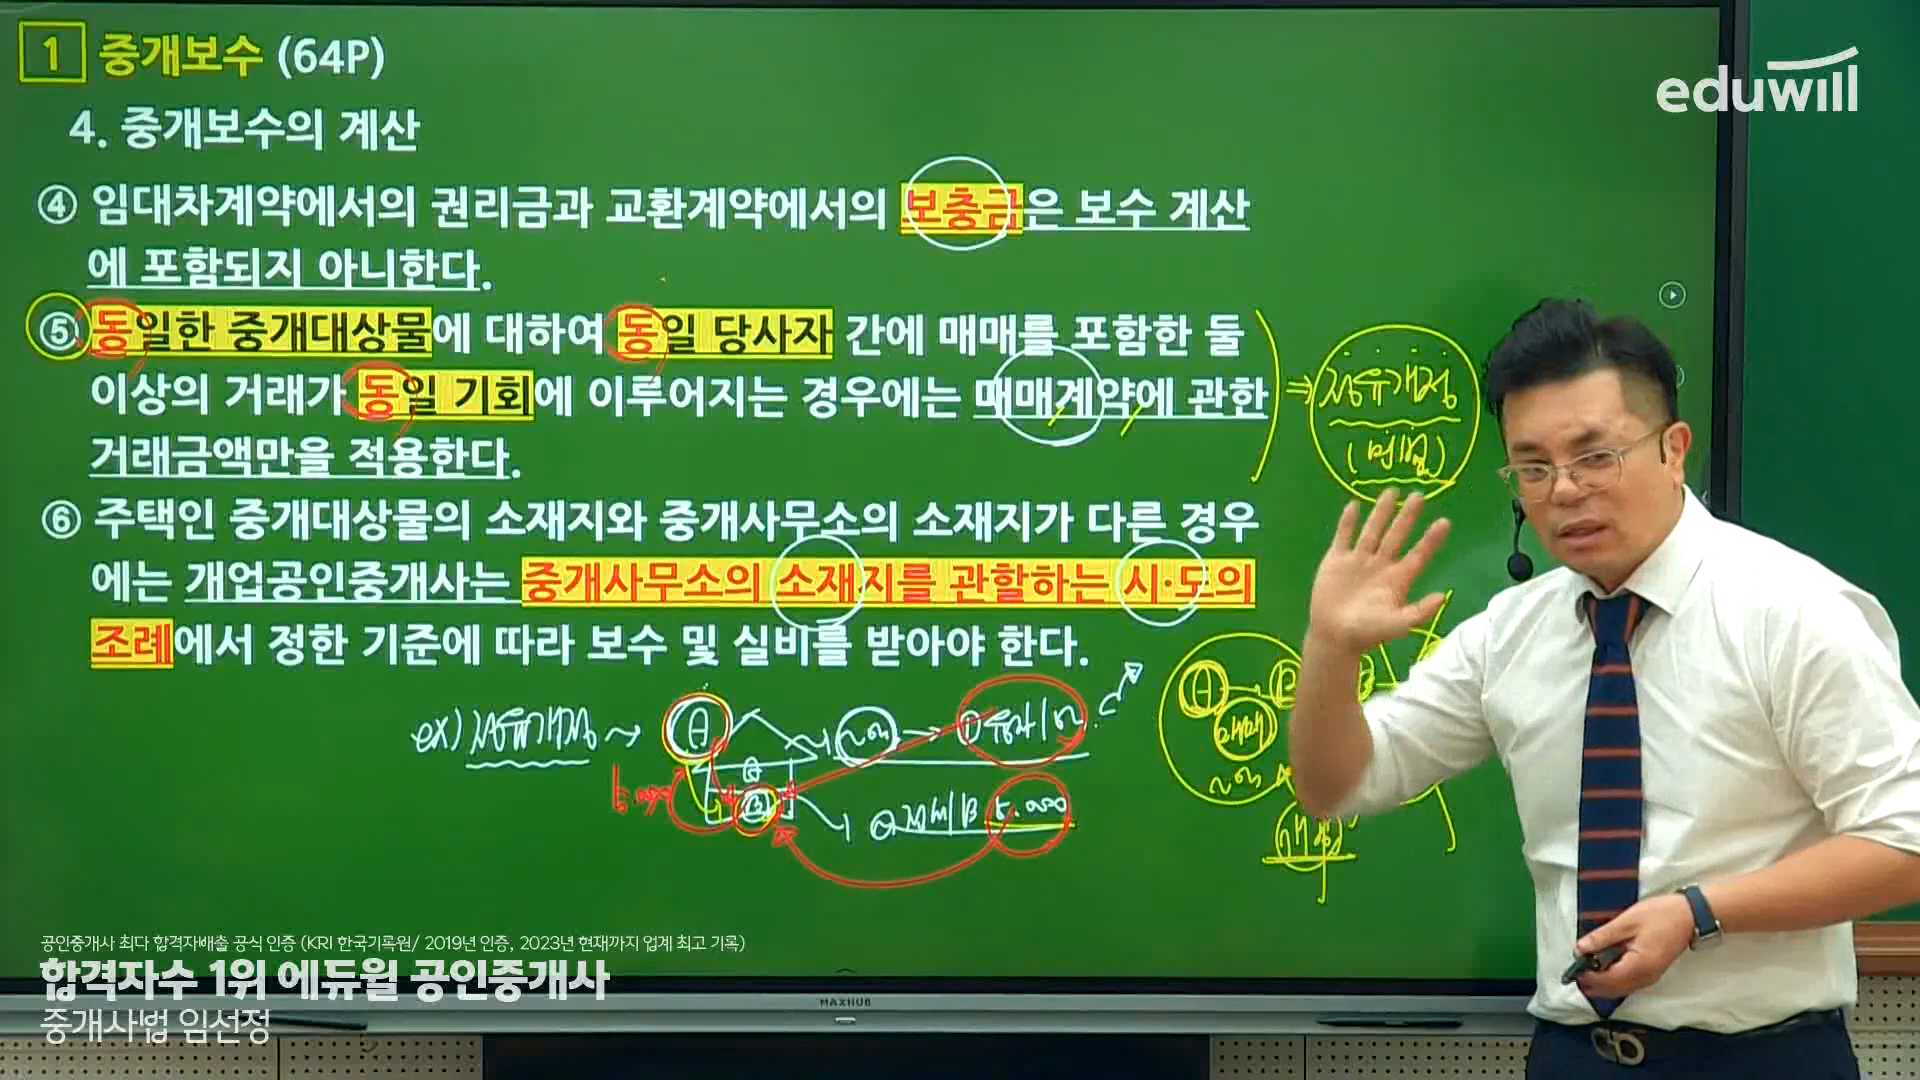 1 중개보수 (64P)
eduwill
4. 중개보수의 계산
④ 임대차계약에서의 권리금과 교환계약에서의 보충금은 보수 계산
에 포함되지 아니한다.
⑤ 동일한 중개대상물에 대하여 동일 당사자 간에 매매를 포함한 둘
이상의 거래가 동일 기회에 이루어지는 경우에는 매매계약에 관한
거래금액만을 적용한다.
⇒ 점유개정
(매월)
⑥ 주택인 중개대상물의 소재지와 중개사무소의 소재지가 다른 경우
에는 개업공인중개사는 중개사무소의 소재지를 관할하는 시·도의
조례에서 정한 기준에 따라 보수 및 실비를 받아야 한다.
ex) 점유개정
A
B
매매
공인중개사 최다 합격자배출 공식 인증 (KRI 한국기록원/ 2019년 인증, 2023년 현재까지 업계 최고 기록)
합격자수 1위 에듀윌 공인중개사
중개사법 임선정
MAXHUB